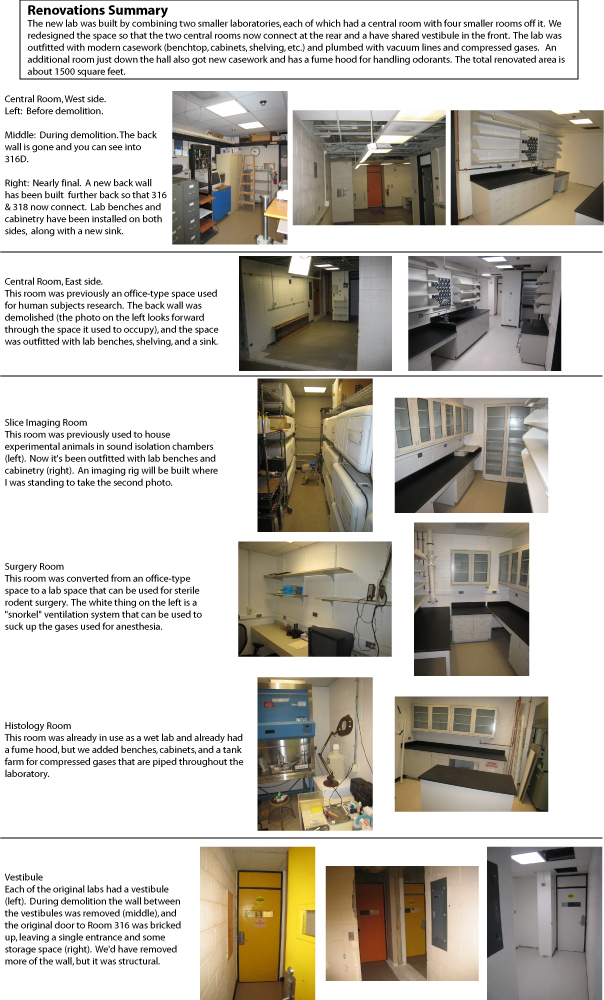 Renovations Summary
The new lab was built by combining two smaller laboratories, each of which had a central room with four smaller rooms off it. We
redesigned the space so that the two central rooms now connect at the rear and a have shared vestibule in the front. The lab was
outfitted with modern casework (benchtop, cabinets, shelving, etc.) and plumbed with vacuum lines and compressed gases. An
additional room just down the hall also got new casework and has a fume hood for handling odorants. The total renovated area is
about 1500 square feet.
Central Room, West side.
Left: Before demolition.
Middle: During demolition. The back
wall is gone and you can see into
316D.
Right: Nearly final. A new back wall
has been built further back so that 316
& 318 now connect. Lab benches and
cabinetry have been installed on both
sides, along with a new sink.
Central Room, East side.
This room was previously an office-type space used
for human subjects research. The back wall was
demolished (the photo on the left looks forward
through the space it used to occupy), and the space
was outfitted with lab benches, shelving, and a sink.
Slice Imaging Room
This room was previously used to house
experimental animals in sound isolation chambers
(left). Now it's been outfitted with lab benches and
cabinetry (right). An imaging rig will be built where
I was standing to take the second photo.
Surgery Room
This room was converted from an office-type
space to a lab space that can be used for sterile
rodent surgery. The white thing on the left is a
"snorkel" ventilation system that can be used to
suck up the gases used for anesthesia.
Histology Room
This room was already in use as a wet lab and already had
a fume hood, but we added benches, cabinets, and a tank
farm for compressed gases that are piped throughout the
laboratory.
Vestibule
Each of the original labs had a vestibule
(left). During demolition the wall between
the vestibules was removed (middle), and
the original door to Room 316 was bricked
up, leaving a single entrance and some
storage space (right). We'd have removed
more of the wall, but it was structural.